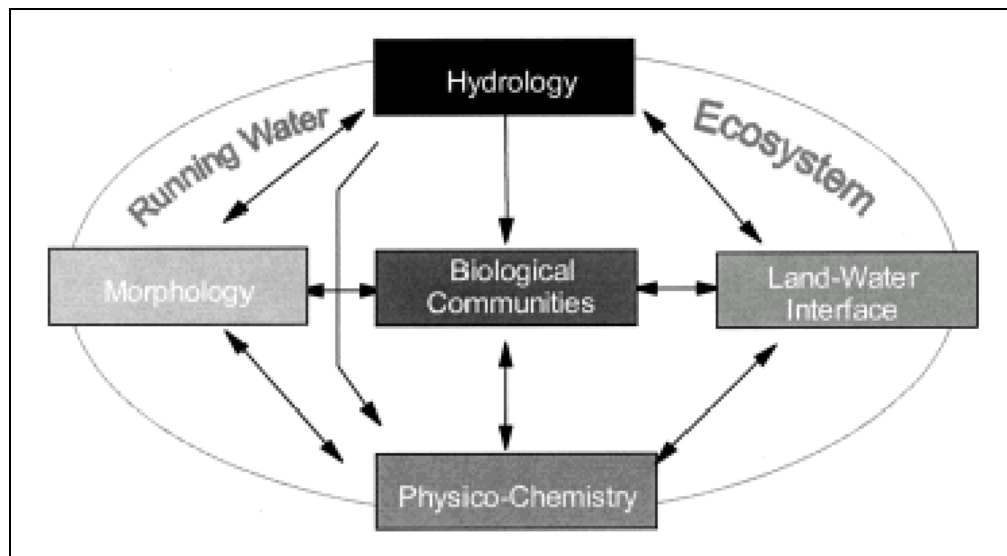 Hydrology
Running Water
Ecosystem
Morphology
Biological
Communities
Land-Water
Interface
Physico-Chemistry